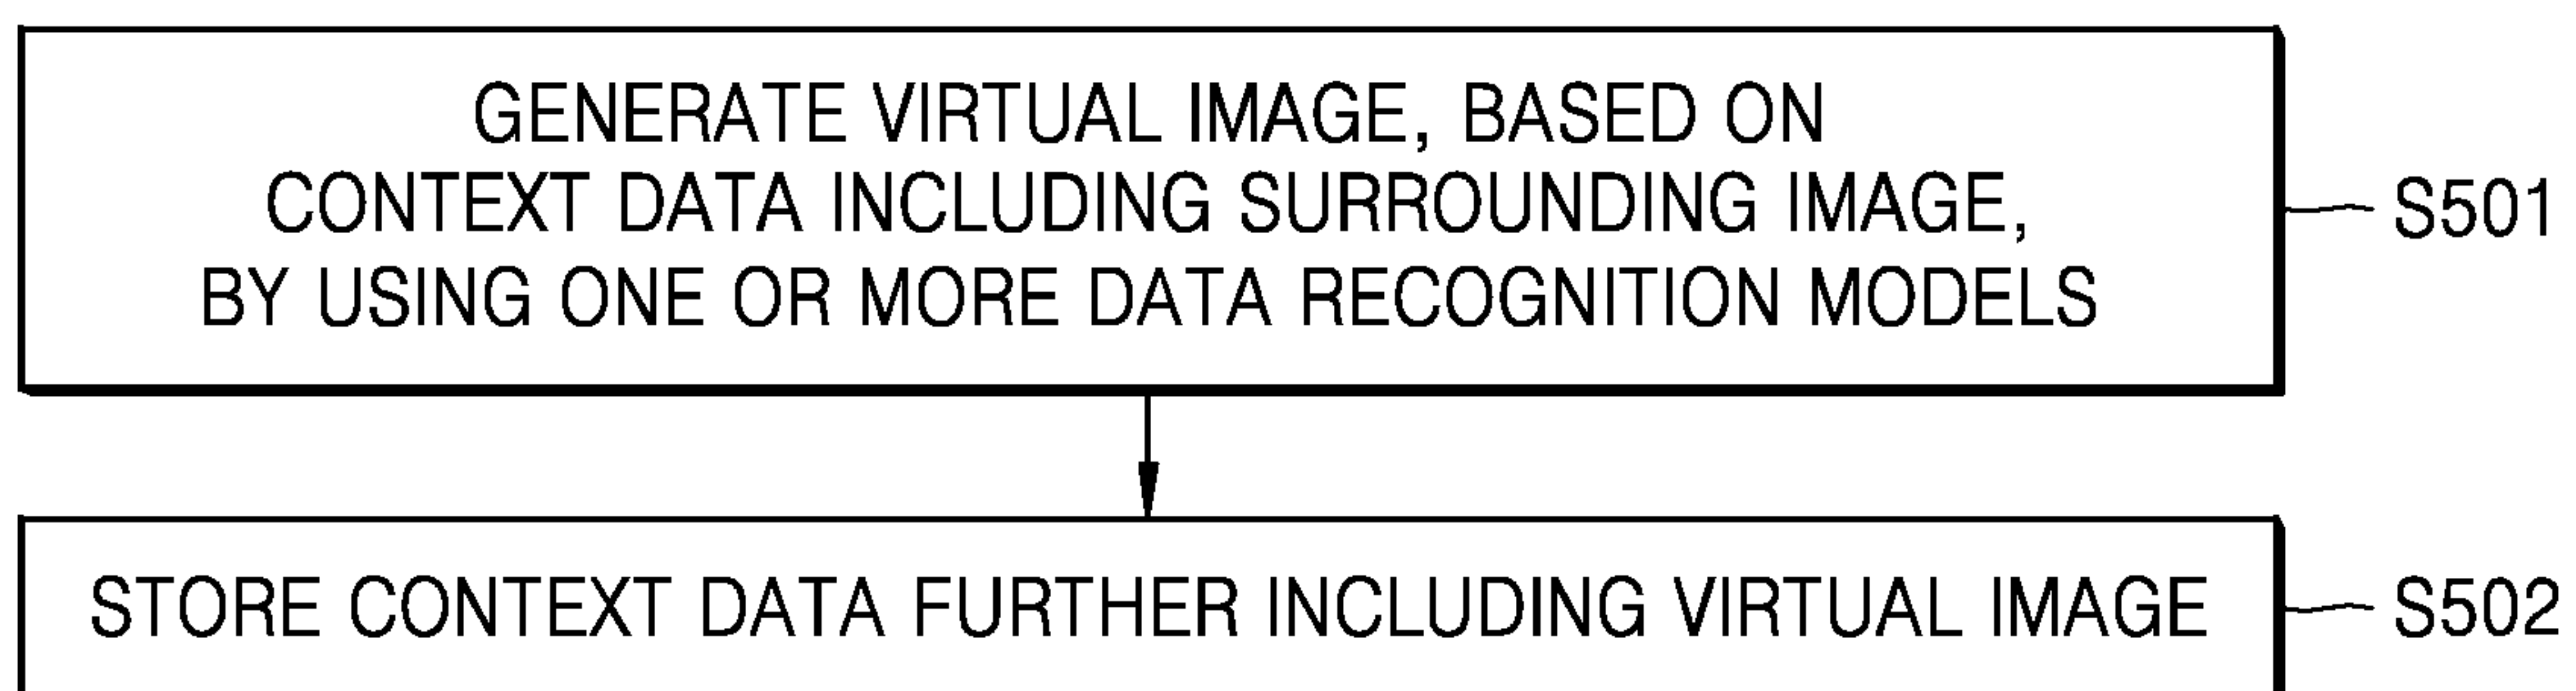 GENERATE VIRTUAL IMAGE, BASED ON
CONTEXT DATA INCLUDING SURROUNDING IMAGE,
BY USING ONE OR MORE DATA RECOGNITION MODELS
S501
STORE CONTEXT DATA FURTHER INCLUDING VIRTUAL IMAGE
S502